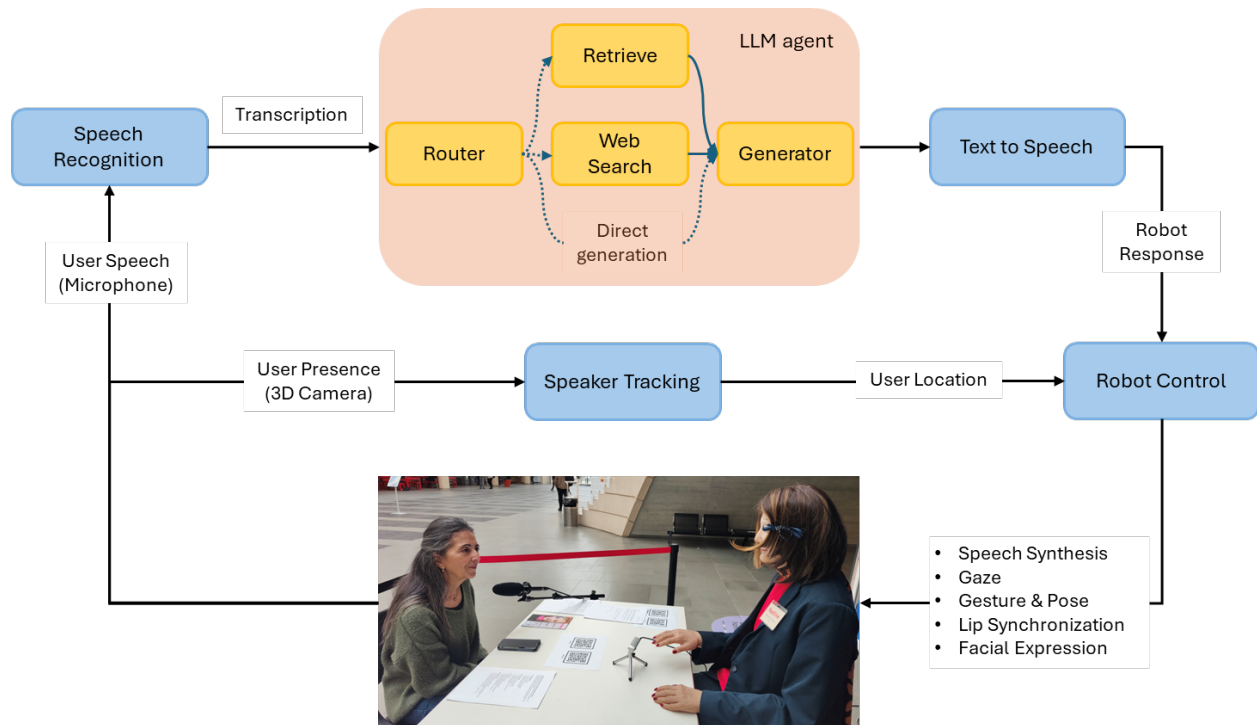 LLM agent
Retrieve
Transcription
Speech
Recognition
Router
Web
Search
Generator
Text to Speech
Direct
generation
User Speech
(Microphone)
Robot
Response
User Presence
(3D Camera)
Speaker Tracking
User Location
Robot Control
• Speech Synthesis
• Gaze
• Gesture & Pose
• Lip Synchronization
• Facial Expression